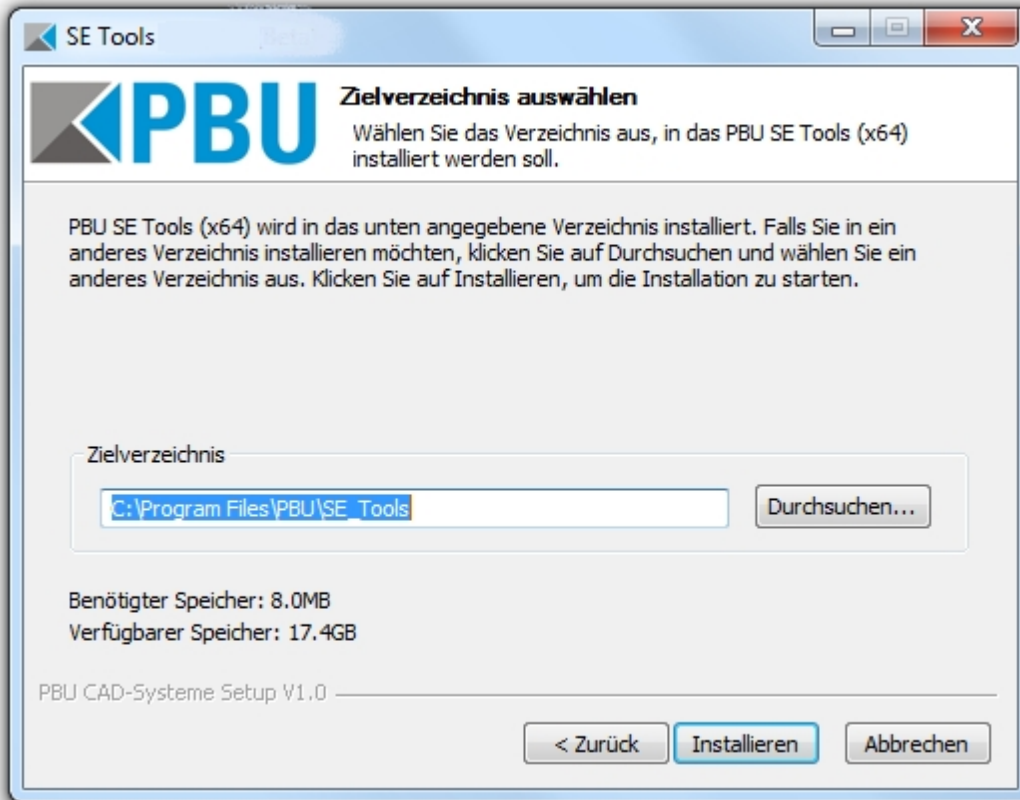 SE Tools
PBU
Zielverzeichnis auswählen
Wählen Sie das Verzeichnis aus, in das PBU SE Tools (x64)
installiert werden soll.
PBU SE Tools (x64) wird in das unten angegebene Verzeichnis installiert. Falls Sie in ein
anderes Verzeichnis installieren möchten, klicken Sie auf Durchsuchen und wählen Sie ein
anderes Verzeichnis aus. Klicken Sie auf Installieren, um die Installation zu starten.
Zielverzeichnis
C:\Program Files\PBU\SE_Tools
Durchsuchen...
Benötigter Speicher: 8.0MB
Verfügbarer Speicher: 17.4GB
PBU CAD-Systeme Setup V1.0
< Zurück
Installieren
Abbrechen